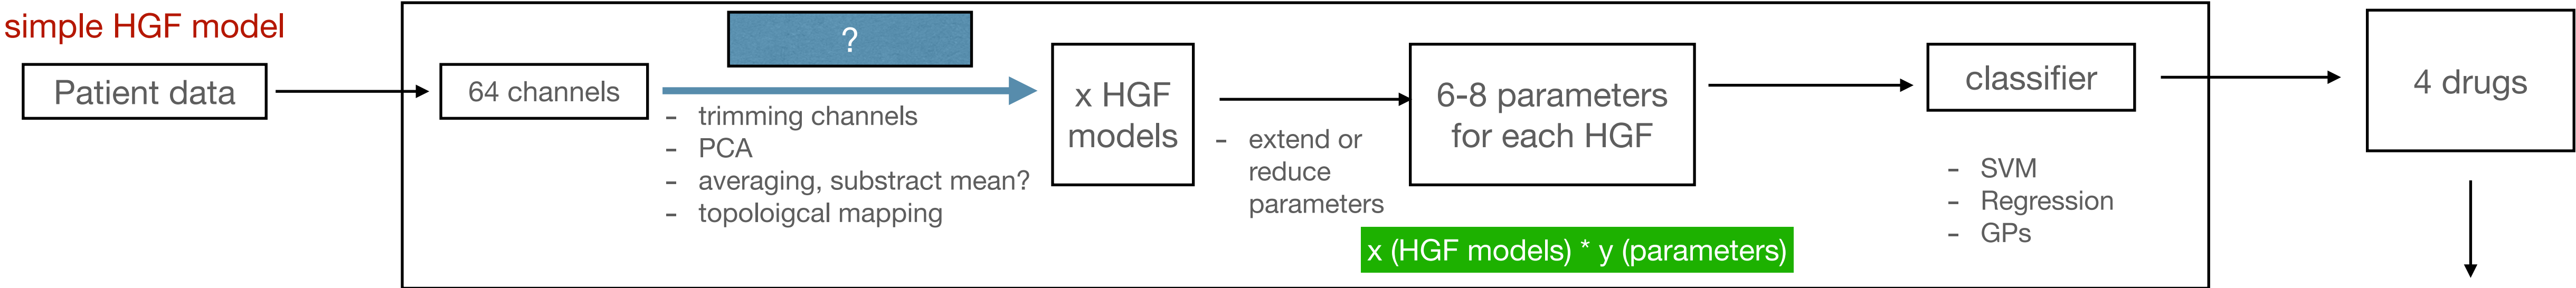 simple HGF model
Patient data
64 channels
?
- trimming channels
- PCA
- averaging, substract mean?
- topoloigcal mapping
x HGF
models
- extend or
reduce
parameters
6-8 parameters
for each HGF
x (HGF models) * y (parameters)
classifier
- SVM
- Regression
- GPs
4 drugs